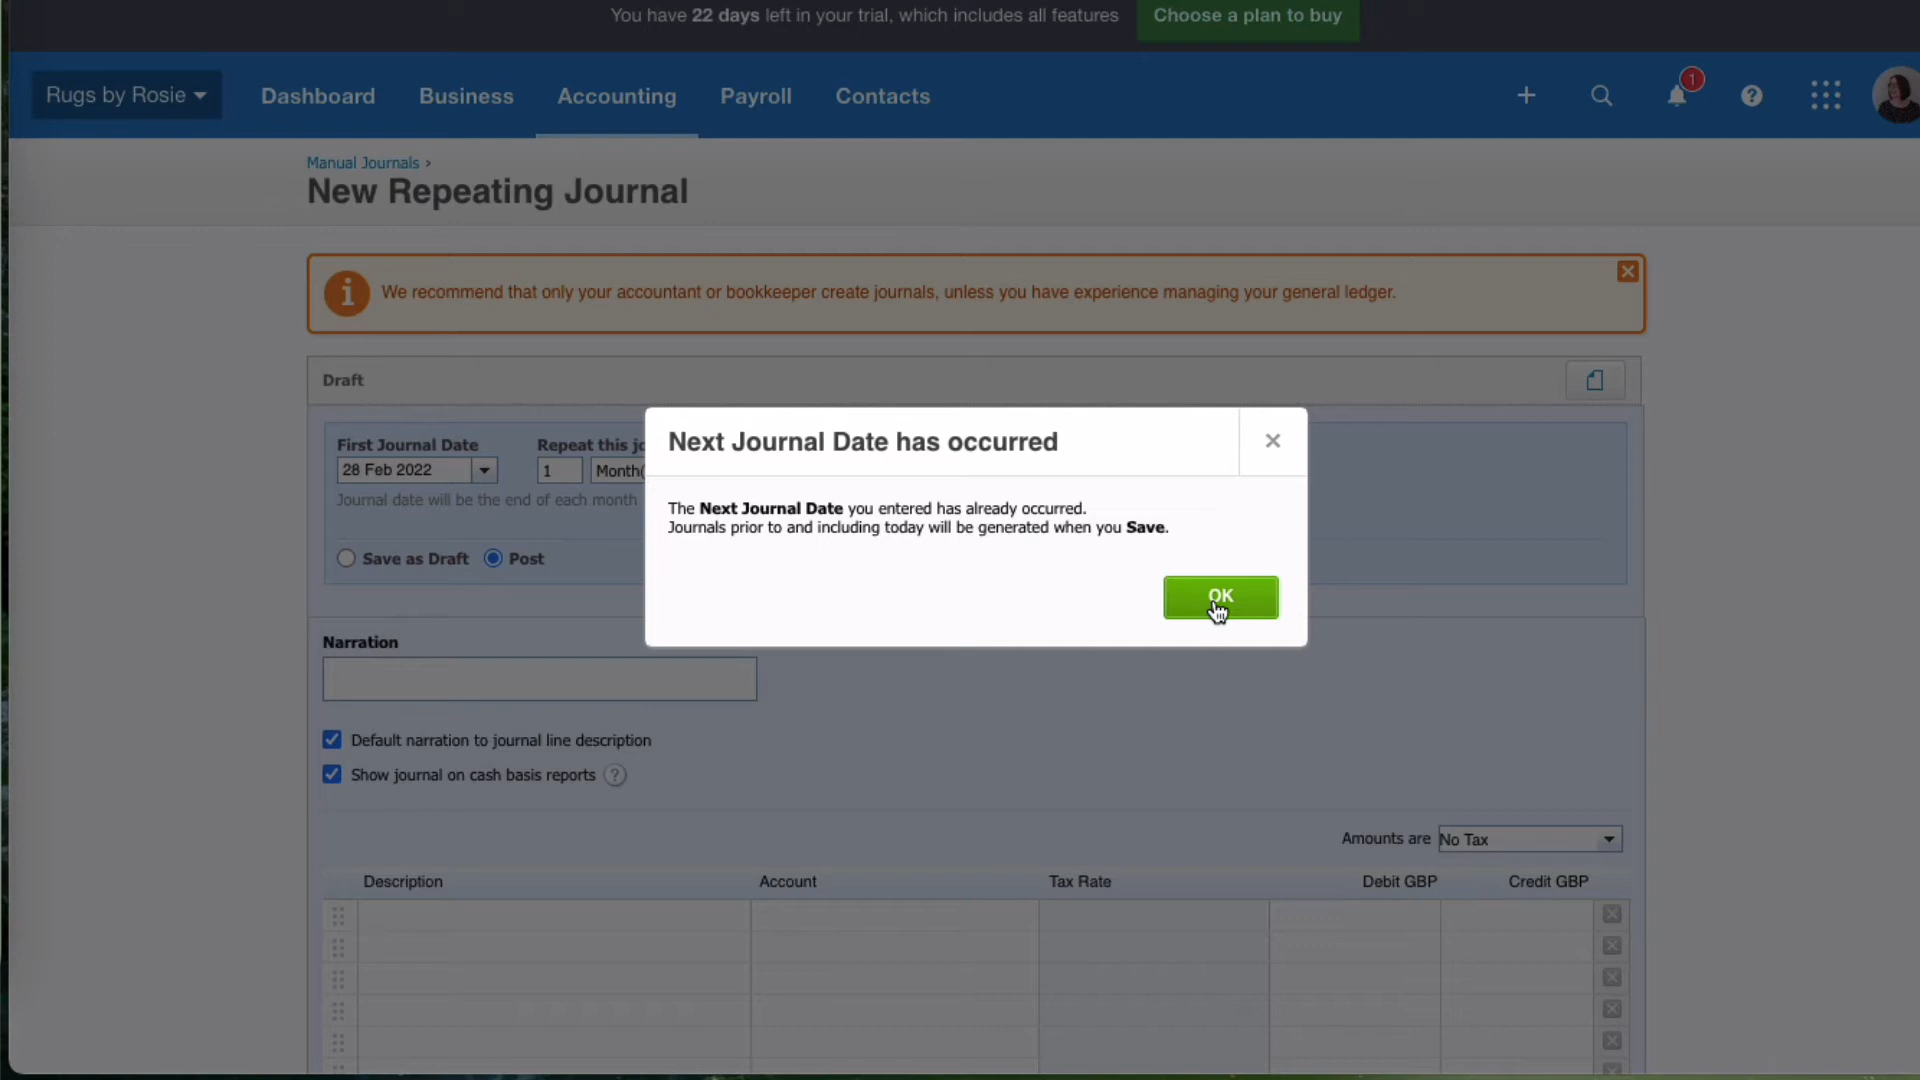 You have 22 days left in your trial, which includes all features
Choose a plan to buy
Rugs by Rosie
Dashboard
Business
Accounting
Payroll
Contacts
1
Manual Journals ›
New Repeating Journal
We recommend that only your accountant or bookkeeper create journals, unless you have experience managing your general ledger.
Draft
First Journal Date
28 Feb 2022
Journal date will be the end of each month
Repeat this jo
1
Month(
Save as Draft
Post
Next Journal Date has occurred
The Next Journal Date you entered has already occurred.
Journals prior to and including today will be generated when you Save.
OK
Narration
Default narration to journal line description
Show journal on cash basis reports ?
Amounts are No Tax
Description
Account
Tax Rate
Debit GBP
Credit GBP